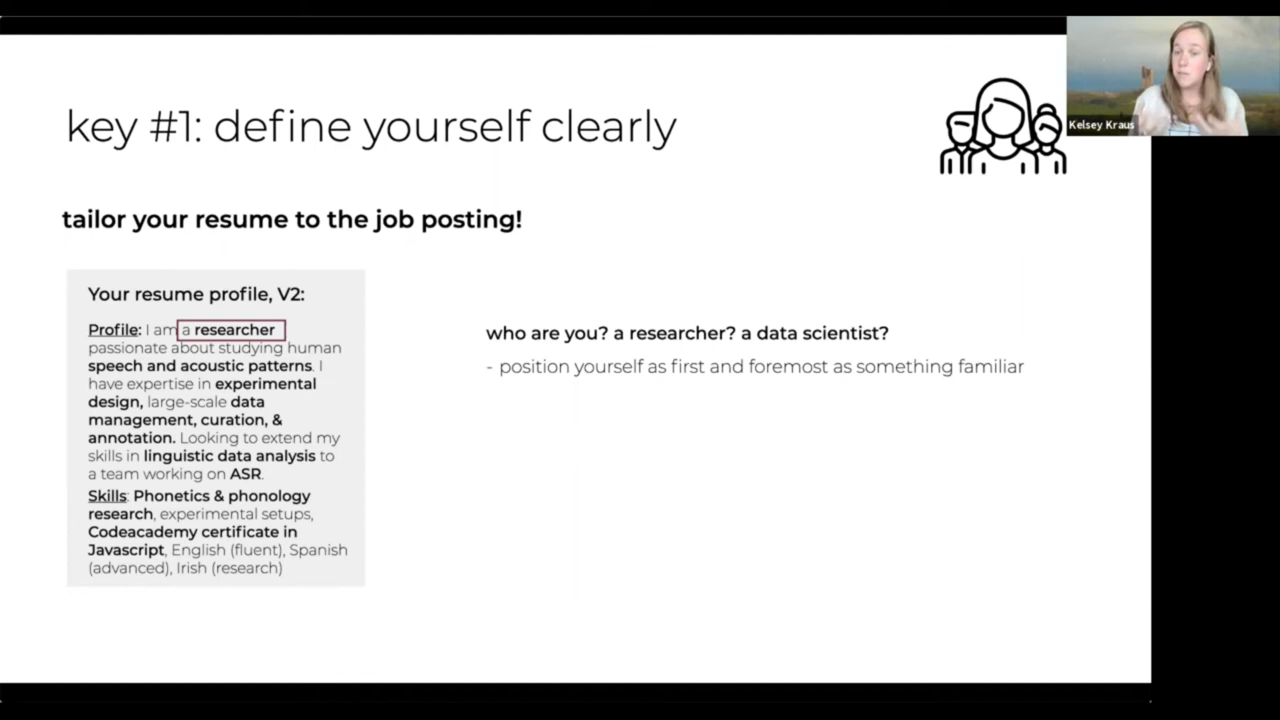 key #1: define yourself clearly
Kelsey Kraus
tailor your resume to the job posting!
Your resume profile, V2:
Profile: I am a researcher
passionate about studying human
speech and acoustic patterns. I
have expertise in experimental
design, large-scale data
management, curation, &
annotation. Looking to extend my
skills in linguistic data analysis to
a team working on ASR.
Skills: Phonetics & phonology
research, experimental setups,
Codeacademy certificate in
Javascript, English (fluent), Spanish
(advanced), Irish (research)
who are you? a researcher? a data scientist?
- position yourself as first and foremost as something familiar